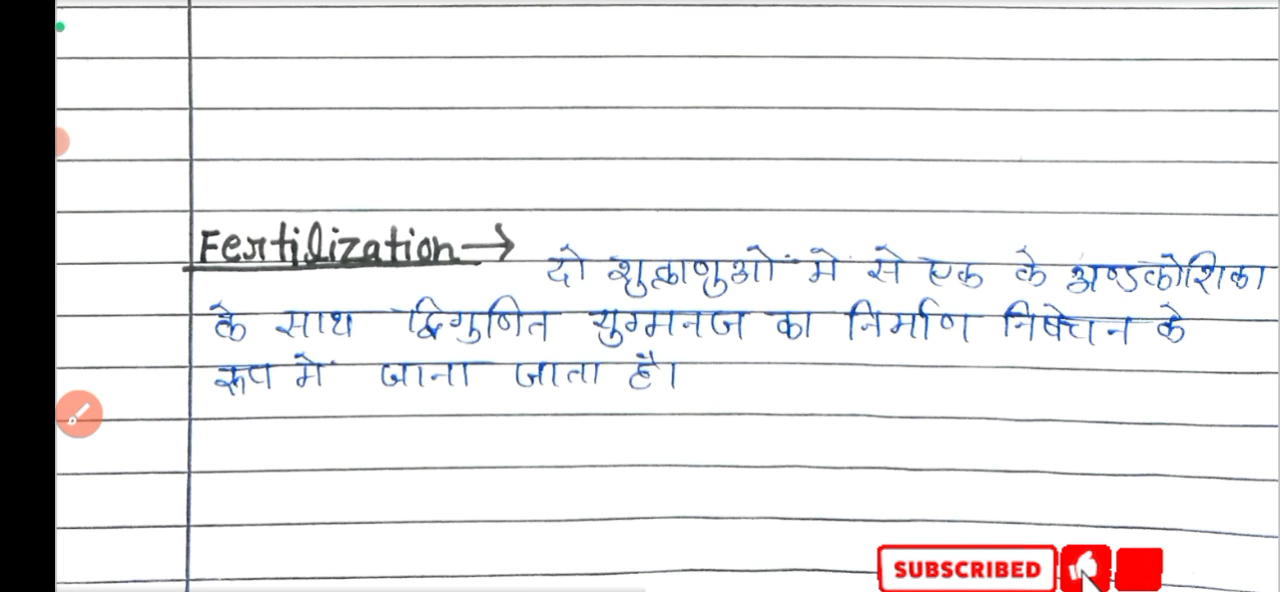 Fertilization → दो शुक्राणुओं में से एक के अण्डकोशिका
के साथ द्विगुणित युग्मनज का निर्माण निषेचन के
रूप में जाना जाता है।
SUBSCRIBED